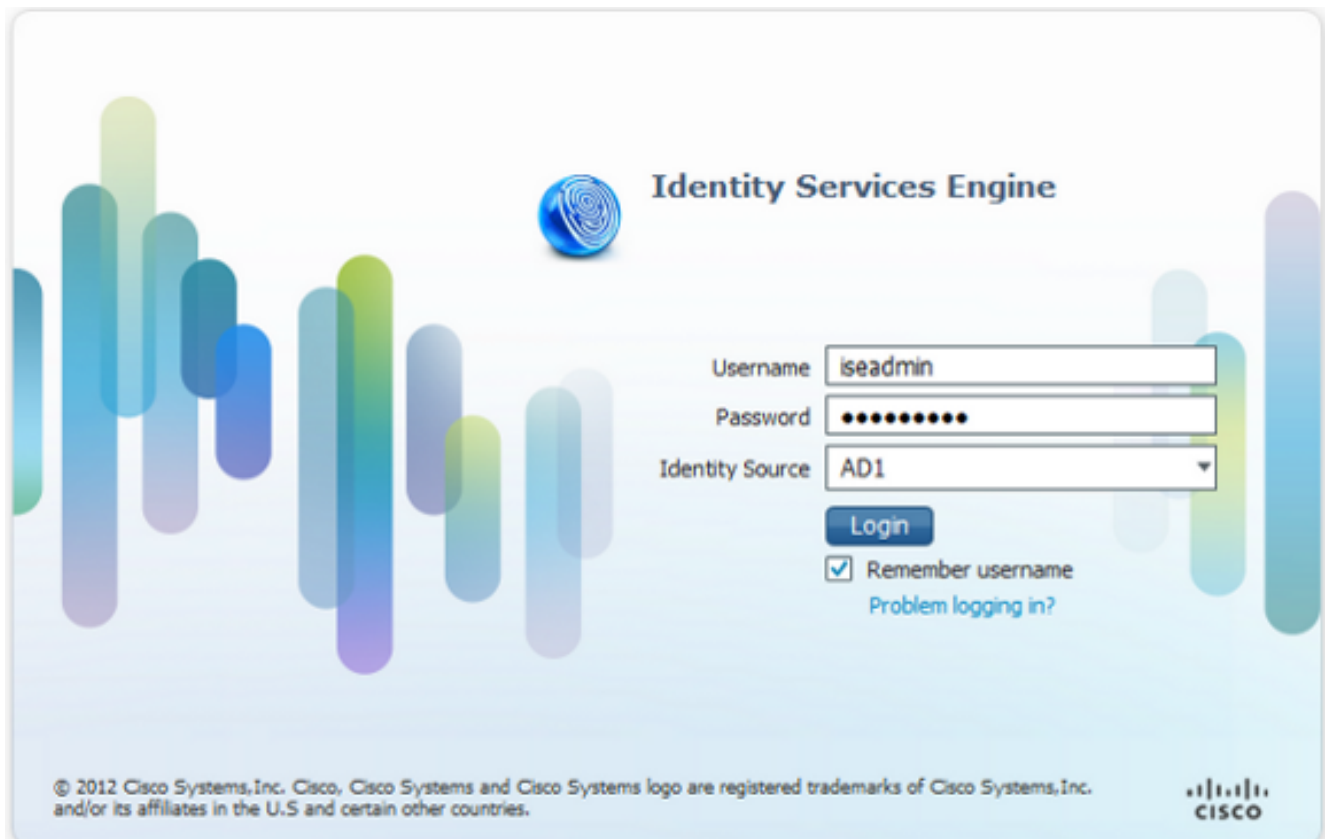 Identity Services Engine
Username iseadmin
Password •••••••••
Identity Source AD1
Login
Remember username
Problem logging in?
© 2012 Cisco Systems,Inc. Cisco, Cisco Systems and Cisco Systems logo are registered trademarks of Cisco Systems,Inc.
and/or its affiliates in the U.S and certain other countries.
CISCO